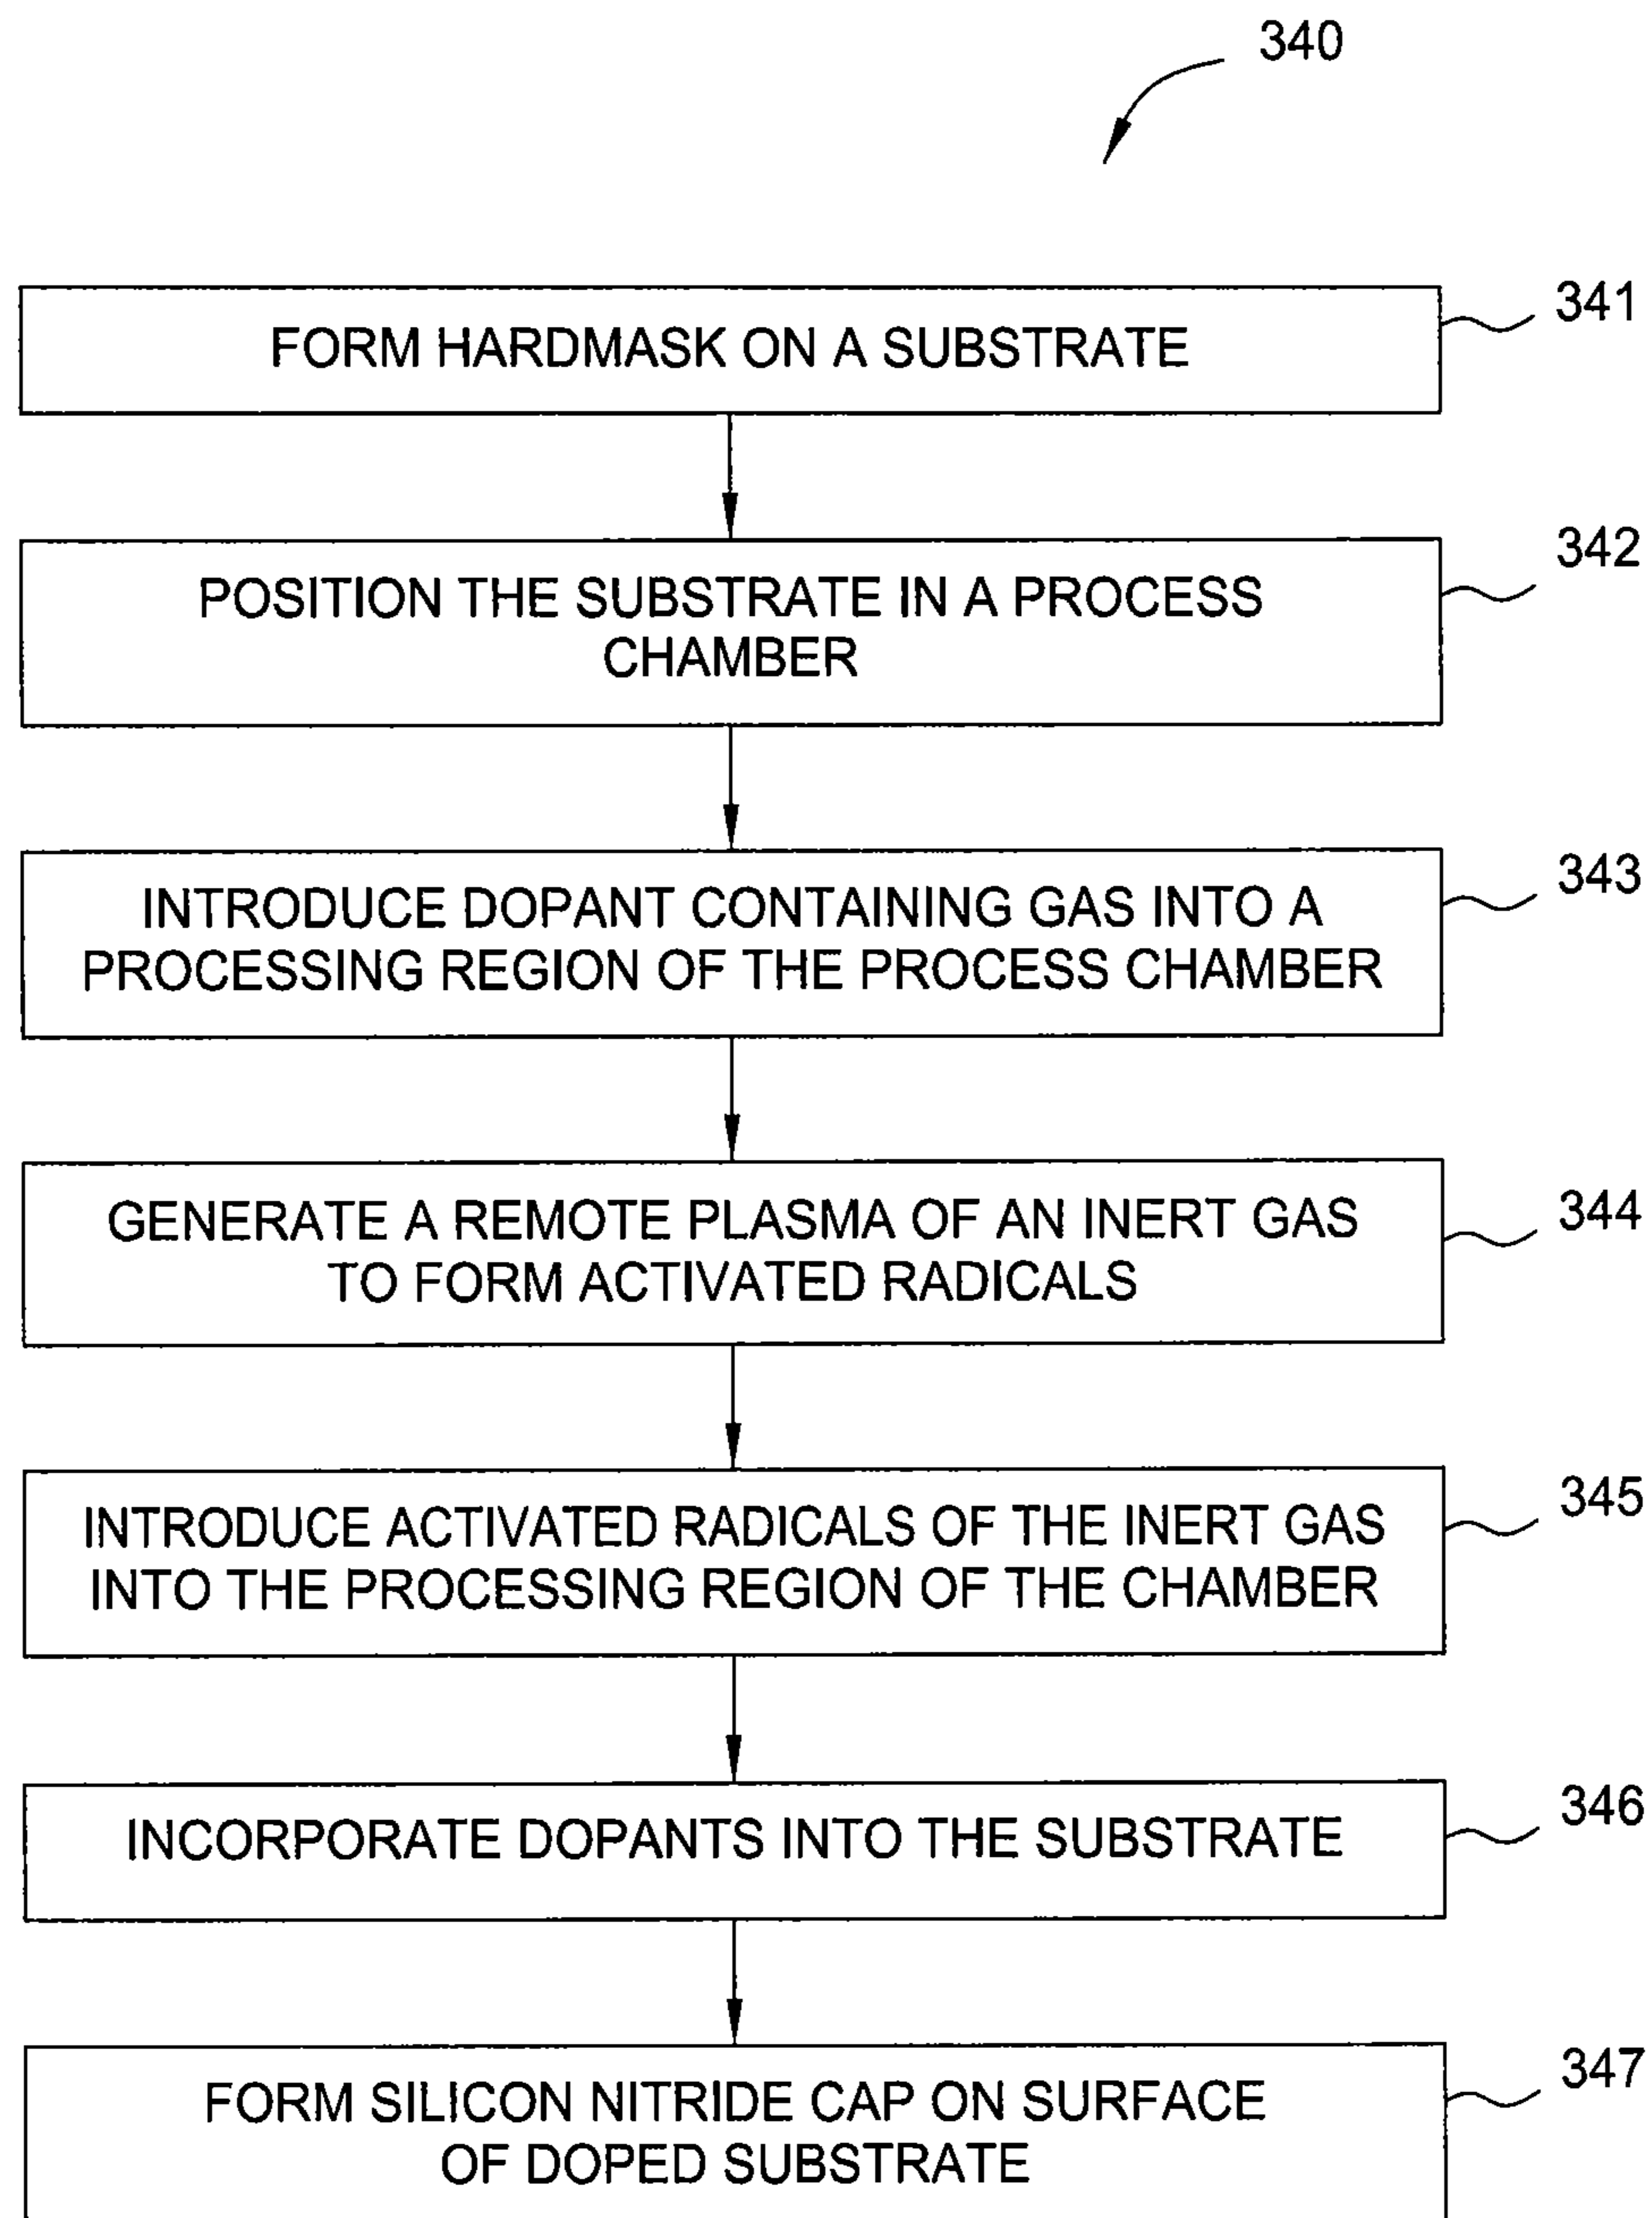 340
FORM HARDMASK ON A SUBSTRATE
341
POSITION THE SUBSTRATE IN A PROCESS
CHAMBER
342
INTRODUCE DOPANT CONTAINING GAS INTO A
PROCESSING REGION OF THE PROCESS CHAMBER
343
GENERATE A REMOTE PLASMA OF AN INERT GAS
TO FORM ACTIVATED RADICALS
344
INTRODUCE ACTIVATED RADICALS OF THE INERT GAS
INTO THE PROCESSING REGION OF THE CHAMBER
345
INCORPORATE DOPANTS INTO THE SUBSTRATE
346
FORM SILICON NITRIDE CAP ON SURFACE
OF DOPED SUBSTRATE
347